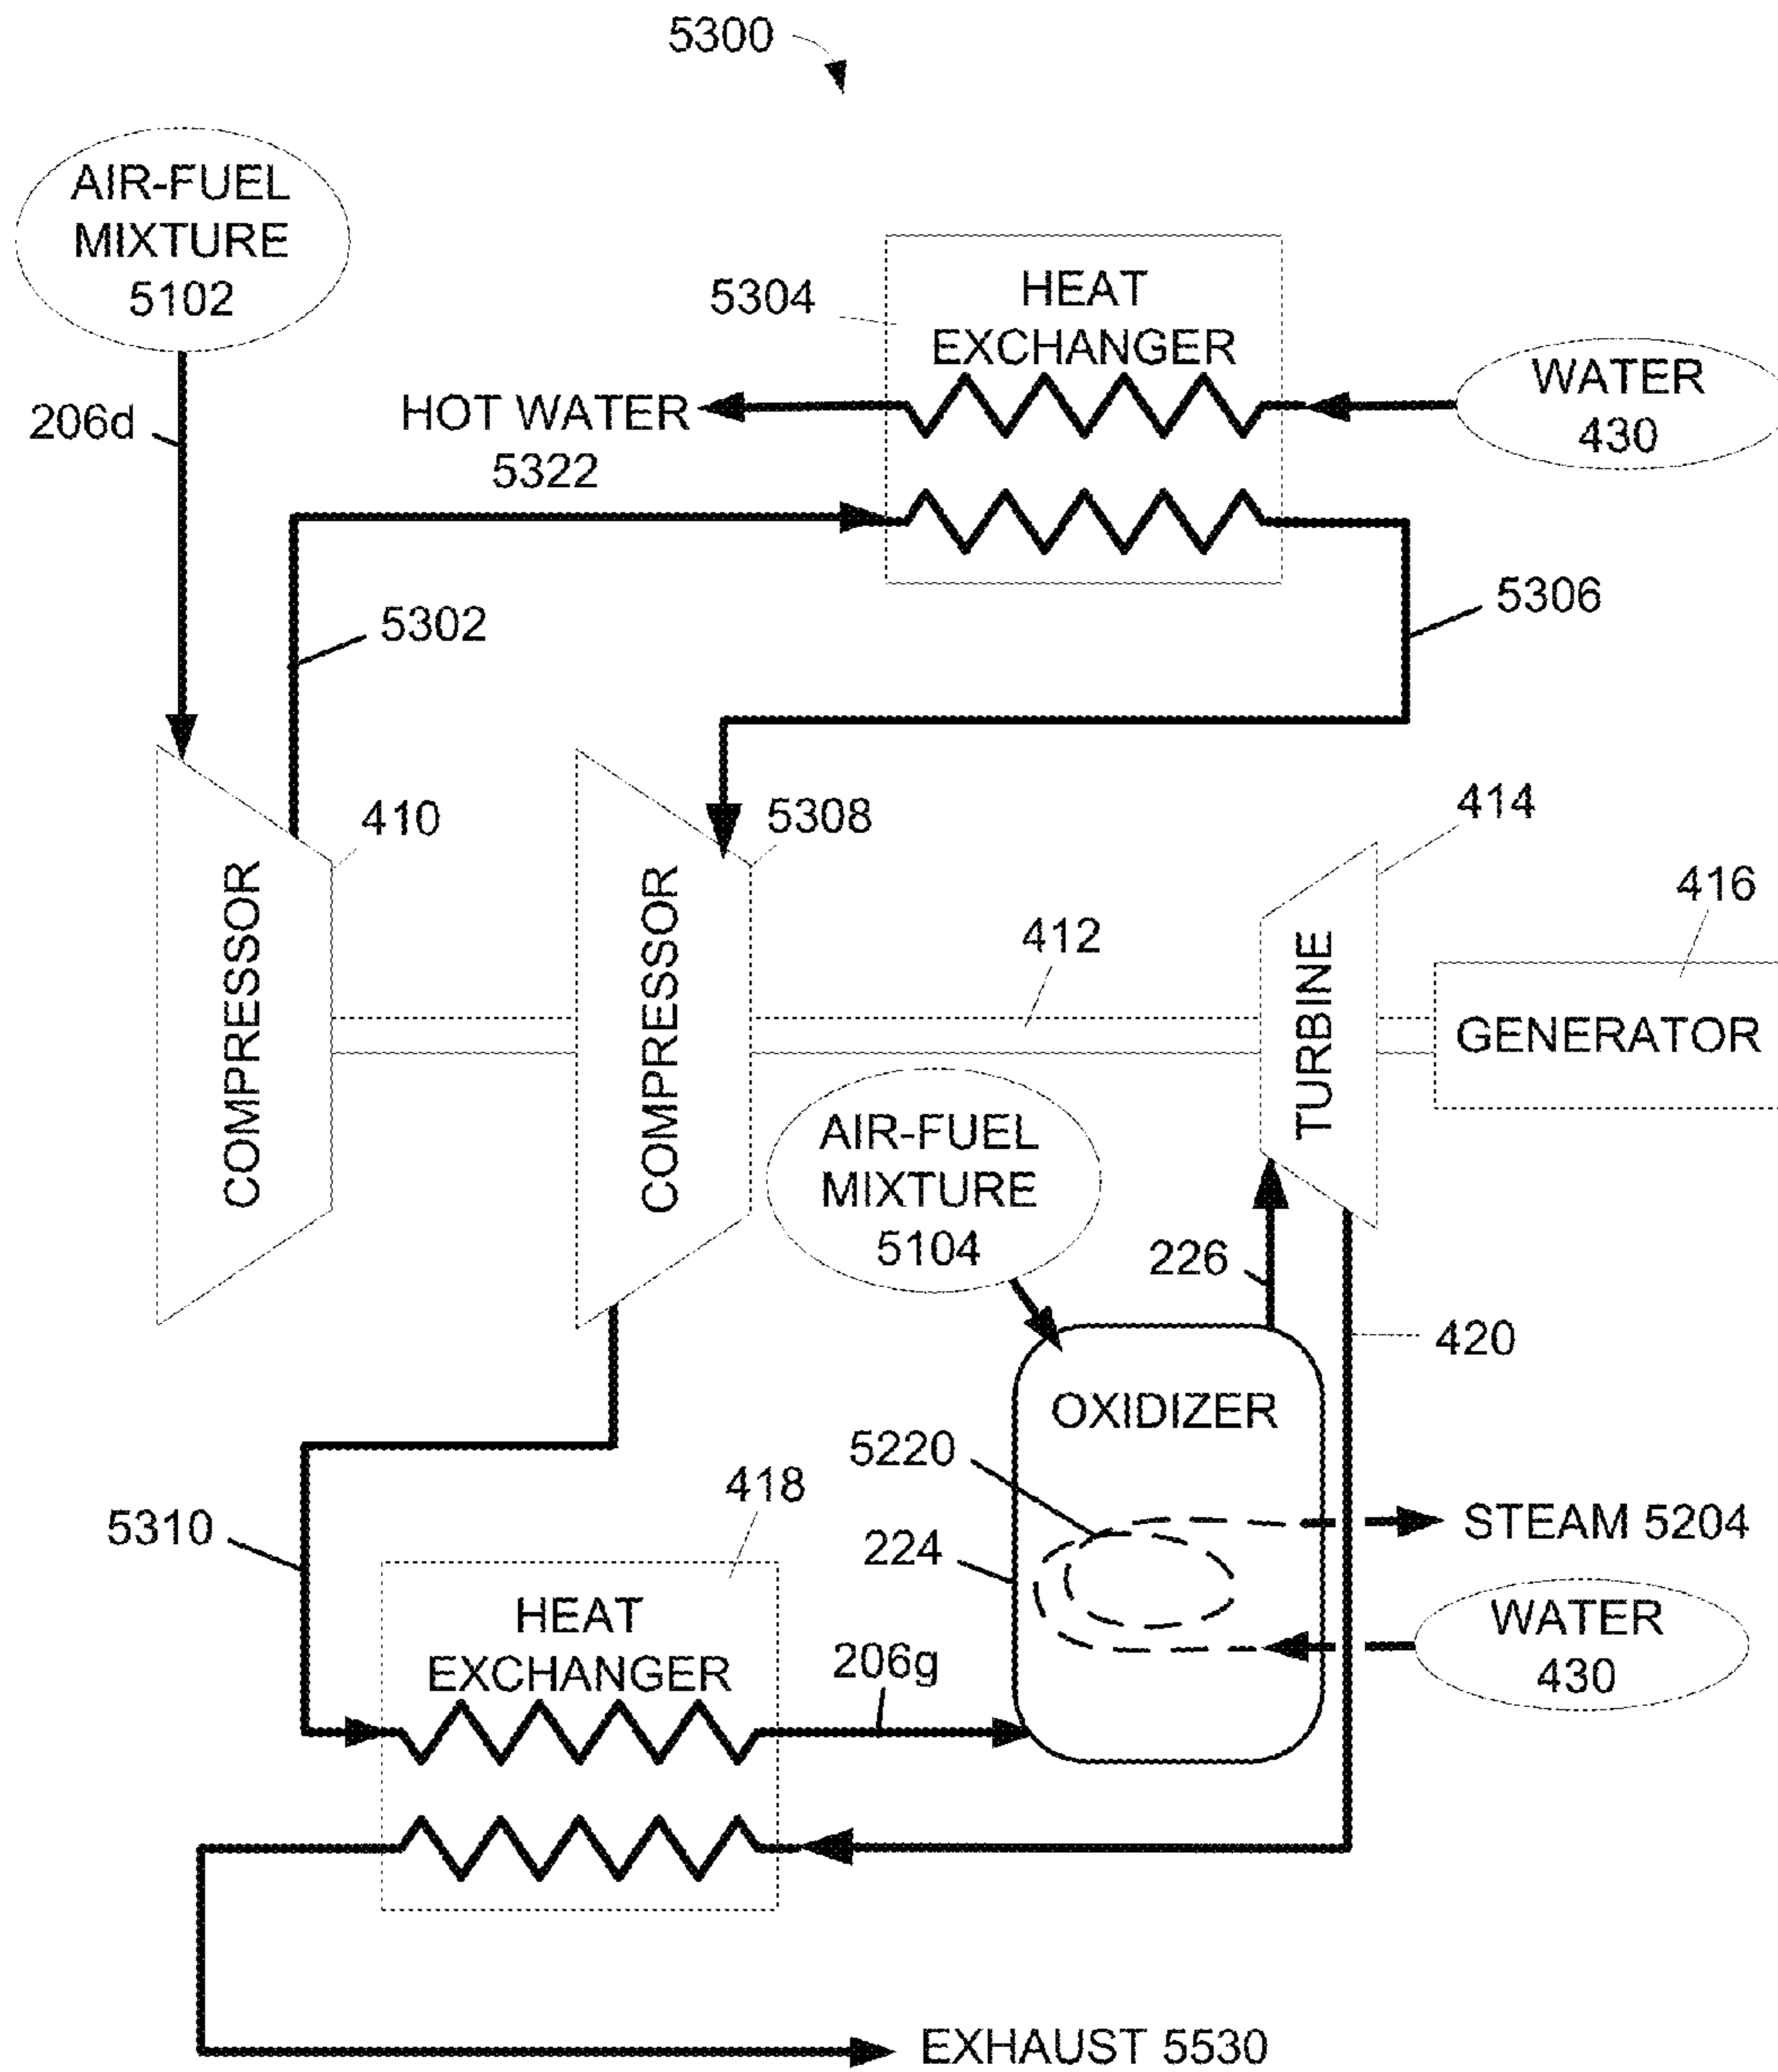 5300
AIR-FUEL
MIXTURE
5102
206d
5304
HEAT
EXCHANGER
WATER
430
HOT WATER
5322
5302
5306
410
5308
414
416
COMPRESSOR
COMPRESSOR
412
TURBINE
GENERATOR
AIR-FUEL
MIXTURE
5104
226
420
OXIDIZER
5220
418
5310
224
STEAM 5204
HEAT
EXCHANGER
206g
WATER
430
EXHAUST 5530